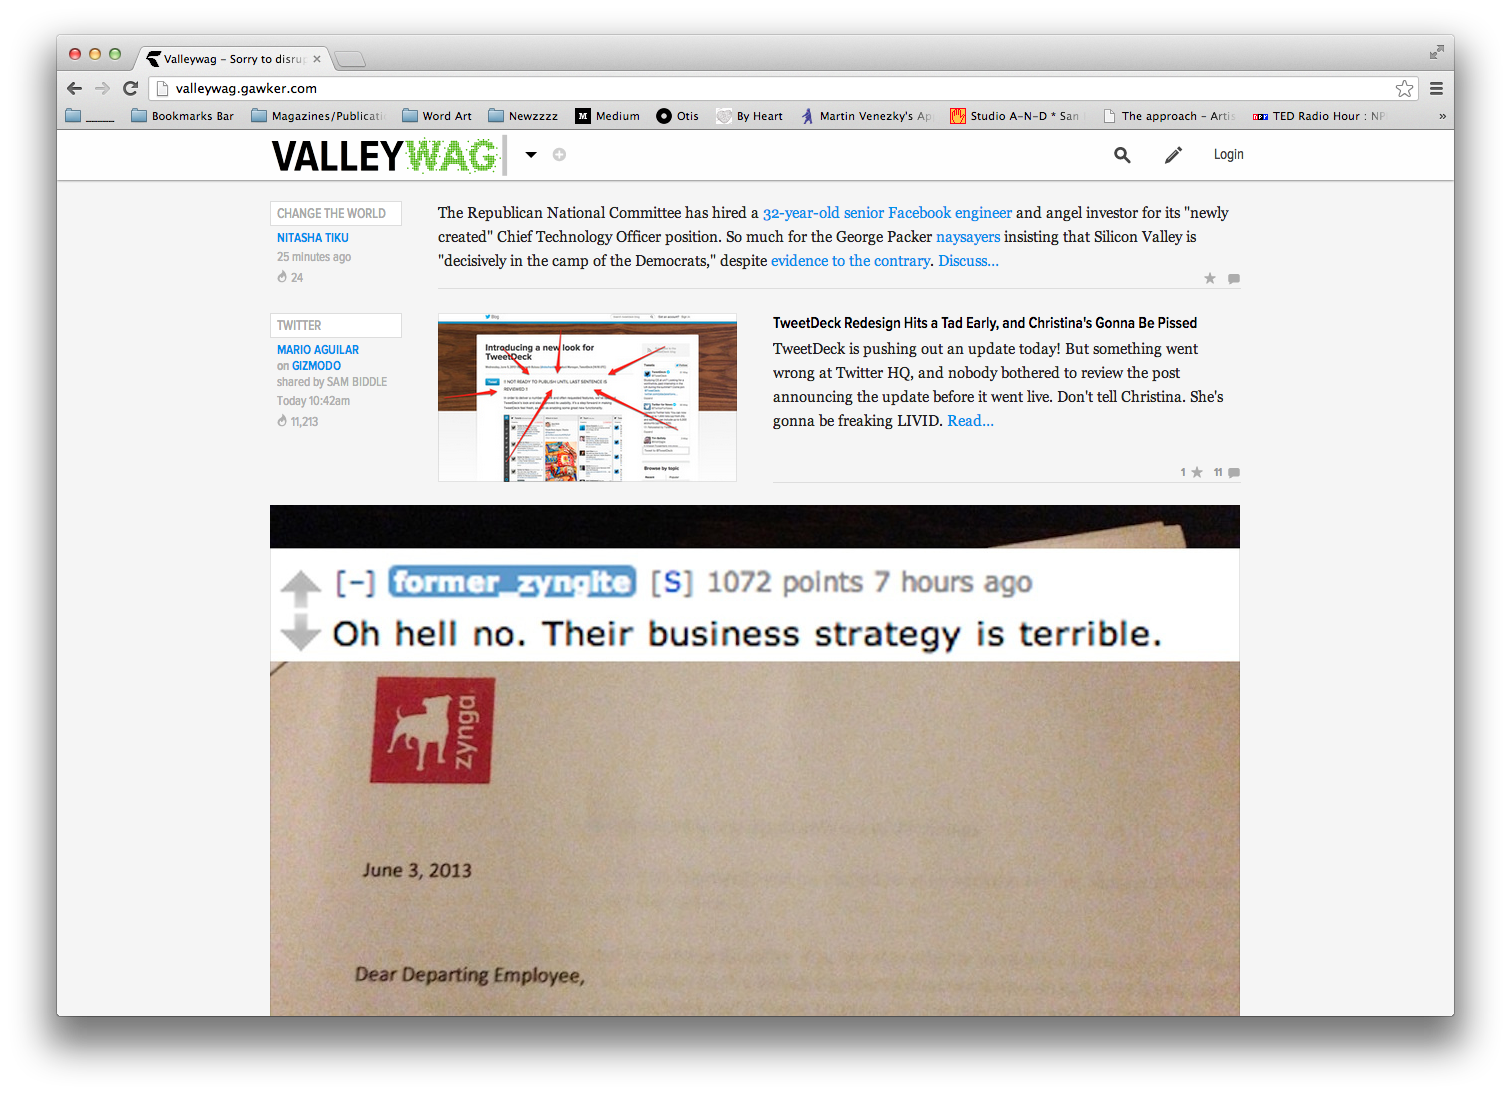 Valleywag – Sorry to disru
valleywag.gawker.com
Bookmarks Bar
Magazines/Publicati
Word Art
Newzzzz
Medium
Otis
By Heart
Martin Venezky's Ap
Studio A-N-D * San
The approach – Artis
TED Radio Hour : NP
»
VALLEYWAG
Login
CHANGE THE WORLD
NITASHA TIKU
25 minutes ago
24
The Republican National Committee has hired a 32-year-old senior Facebook engineer and angel investor for its "newly
created" Chief Technology Officer position. So much for the George Packer naysayers insisting that Silicon Valley is
"decisively in the camp of the Democrats," despite evidence to the contrary. Discuss...
TWITTER
MARIO AGUILAR
on GIZMODO
shared by SAM BIDDLE
Today 10:42am
11,213
Blog
Introducing a new look for
TweetDeck
!! NOT READY TO PUBLISH UNTIL LAST SENTENCE IS
REVIEWED !!
Tweets
Browse by topic
TweetDeck Redesign Hits a Tad Early, and Christina's Gonna Be Pissed
TweetDeck is pushing out an update today! But something went
wrong at Twitter HQ, and nobody bothered to review the post
announcing the update before it went live. Don't tell Christina. She's
gonna be freaking LIVID. Read...
1 11
[–] former_zyngite [S] 1072 points 7 hours ago
Oh hell no. Their business strategy is terrible.
zynga
June 3, 2013
Dear Departing Employee,